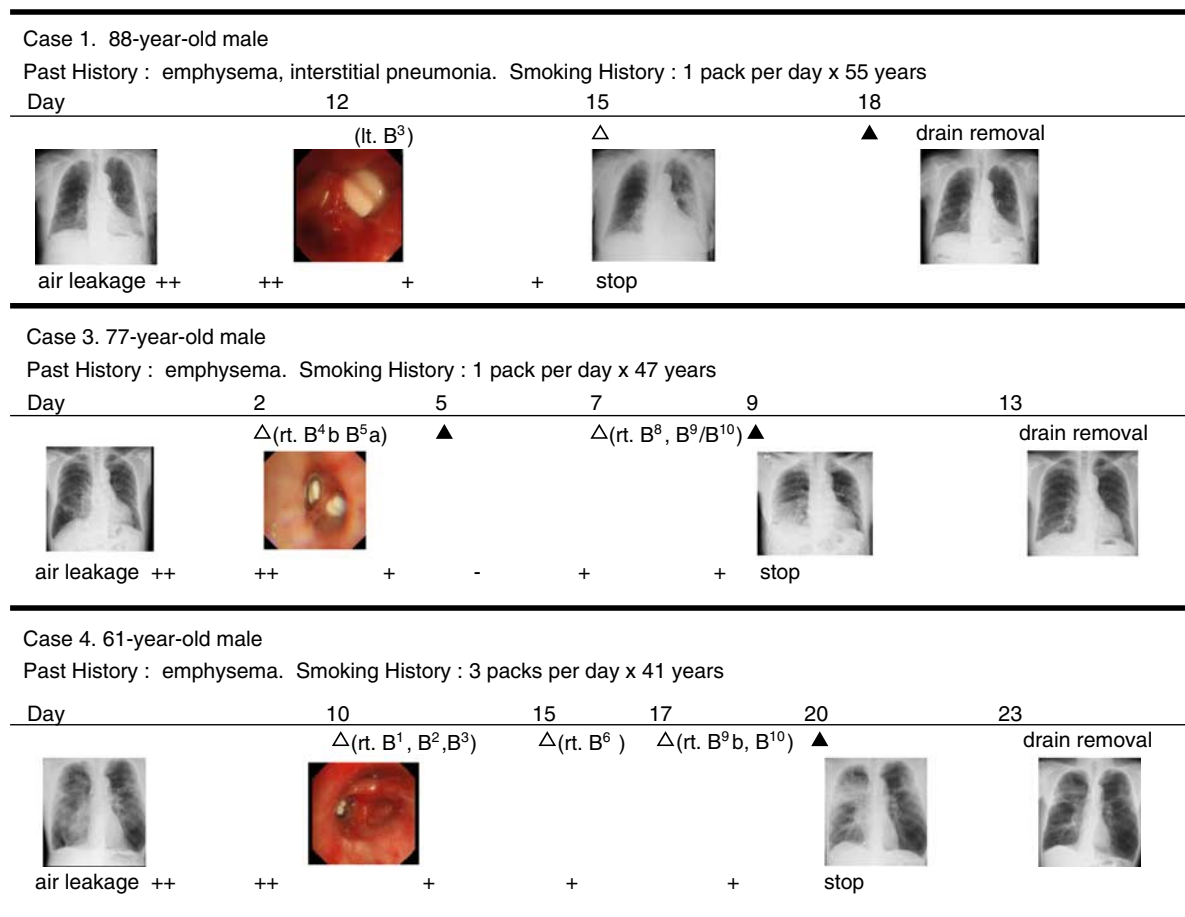 Case 1. 88-year-old male
Past History : emphysema, interstitial pneumonia. Smoking History : 1 pack per day x 55 years
Day 12 15 18
(lt. B³) △ ▲ drain removal
air leakage ++ ++ + + stop
Case 3. 77-year-old male
Past History : emphysema. Smoking History : 1 pack per day x 47 years
Day 2 5 7 9 13
△(rt. B⁴b B⁵a) ▲ △(rt. B⁸, B⁹/B¹⁰) ▲ drain removal
air leakage ++ ++ + - + + stop
Case 4. 61-year-old male
Past History : emphysema. Smoking History : 3 packs per day x 41 years
Day 10 15 17 20 23
△(rt. B¹, B²,B³) △(rt. B⁶ ) △(rt. B⁹b, B¹⁰) ▲ drain removal
air leakage ++ ++ + + + stop